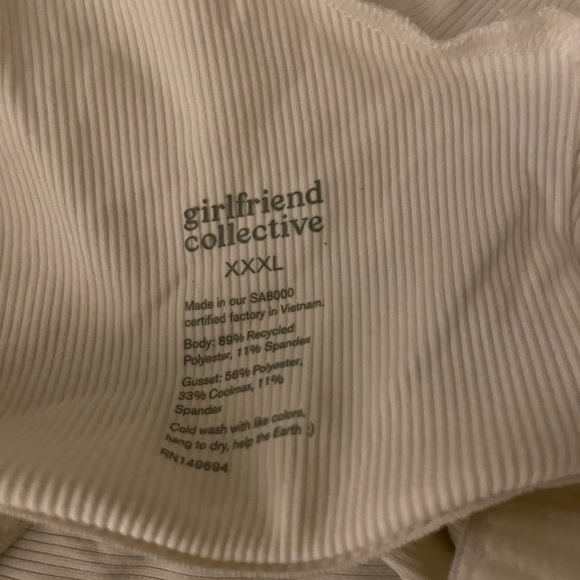 girlfriend
collective
XXXL
Made in our SA8000
certified factory in Vietnam.
Body: 89% Recycled
Polyester, 11% Spandex
Gusset: 56% Polyester,
33% Coolmax, 11%
Spandex
Cold wash with like colors,
hang to dry, help the Earth :)
RN149694